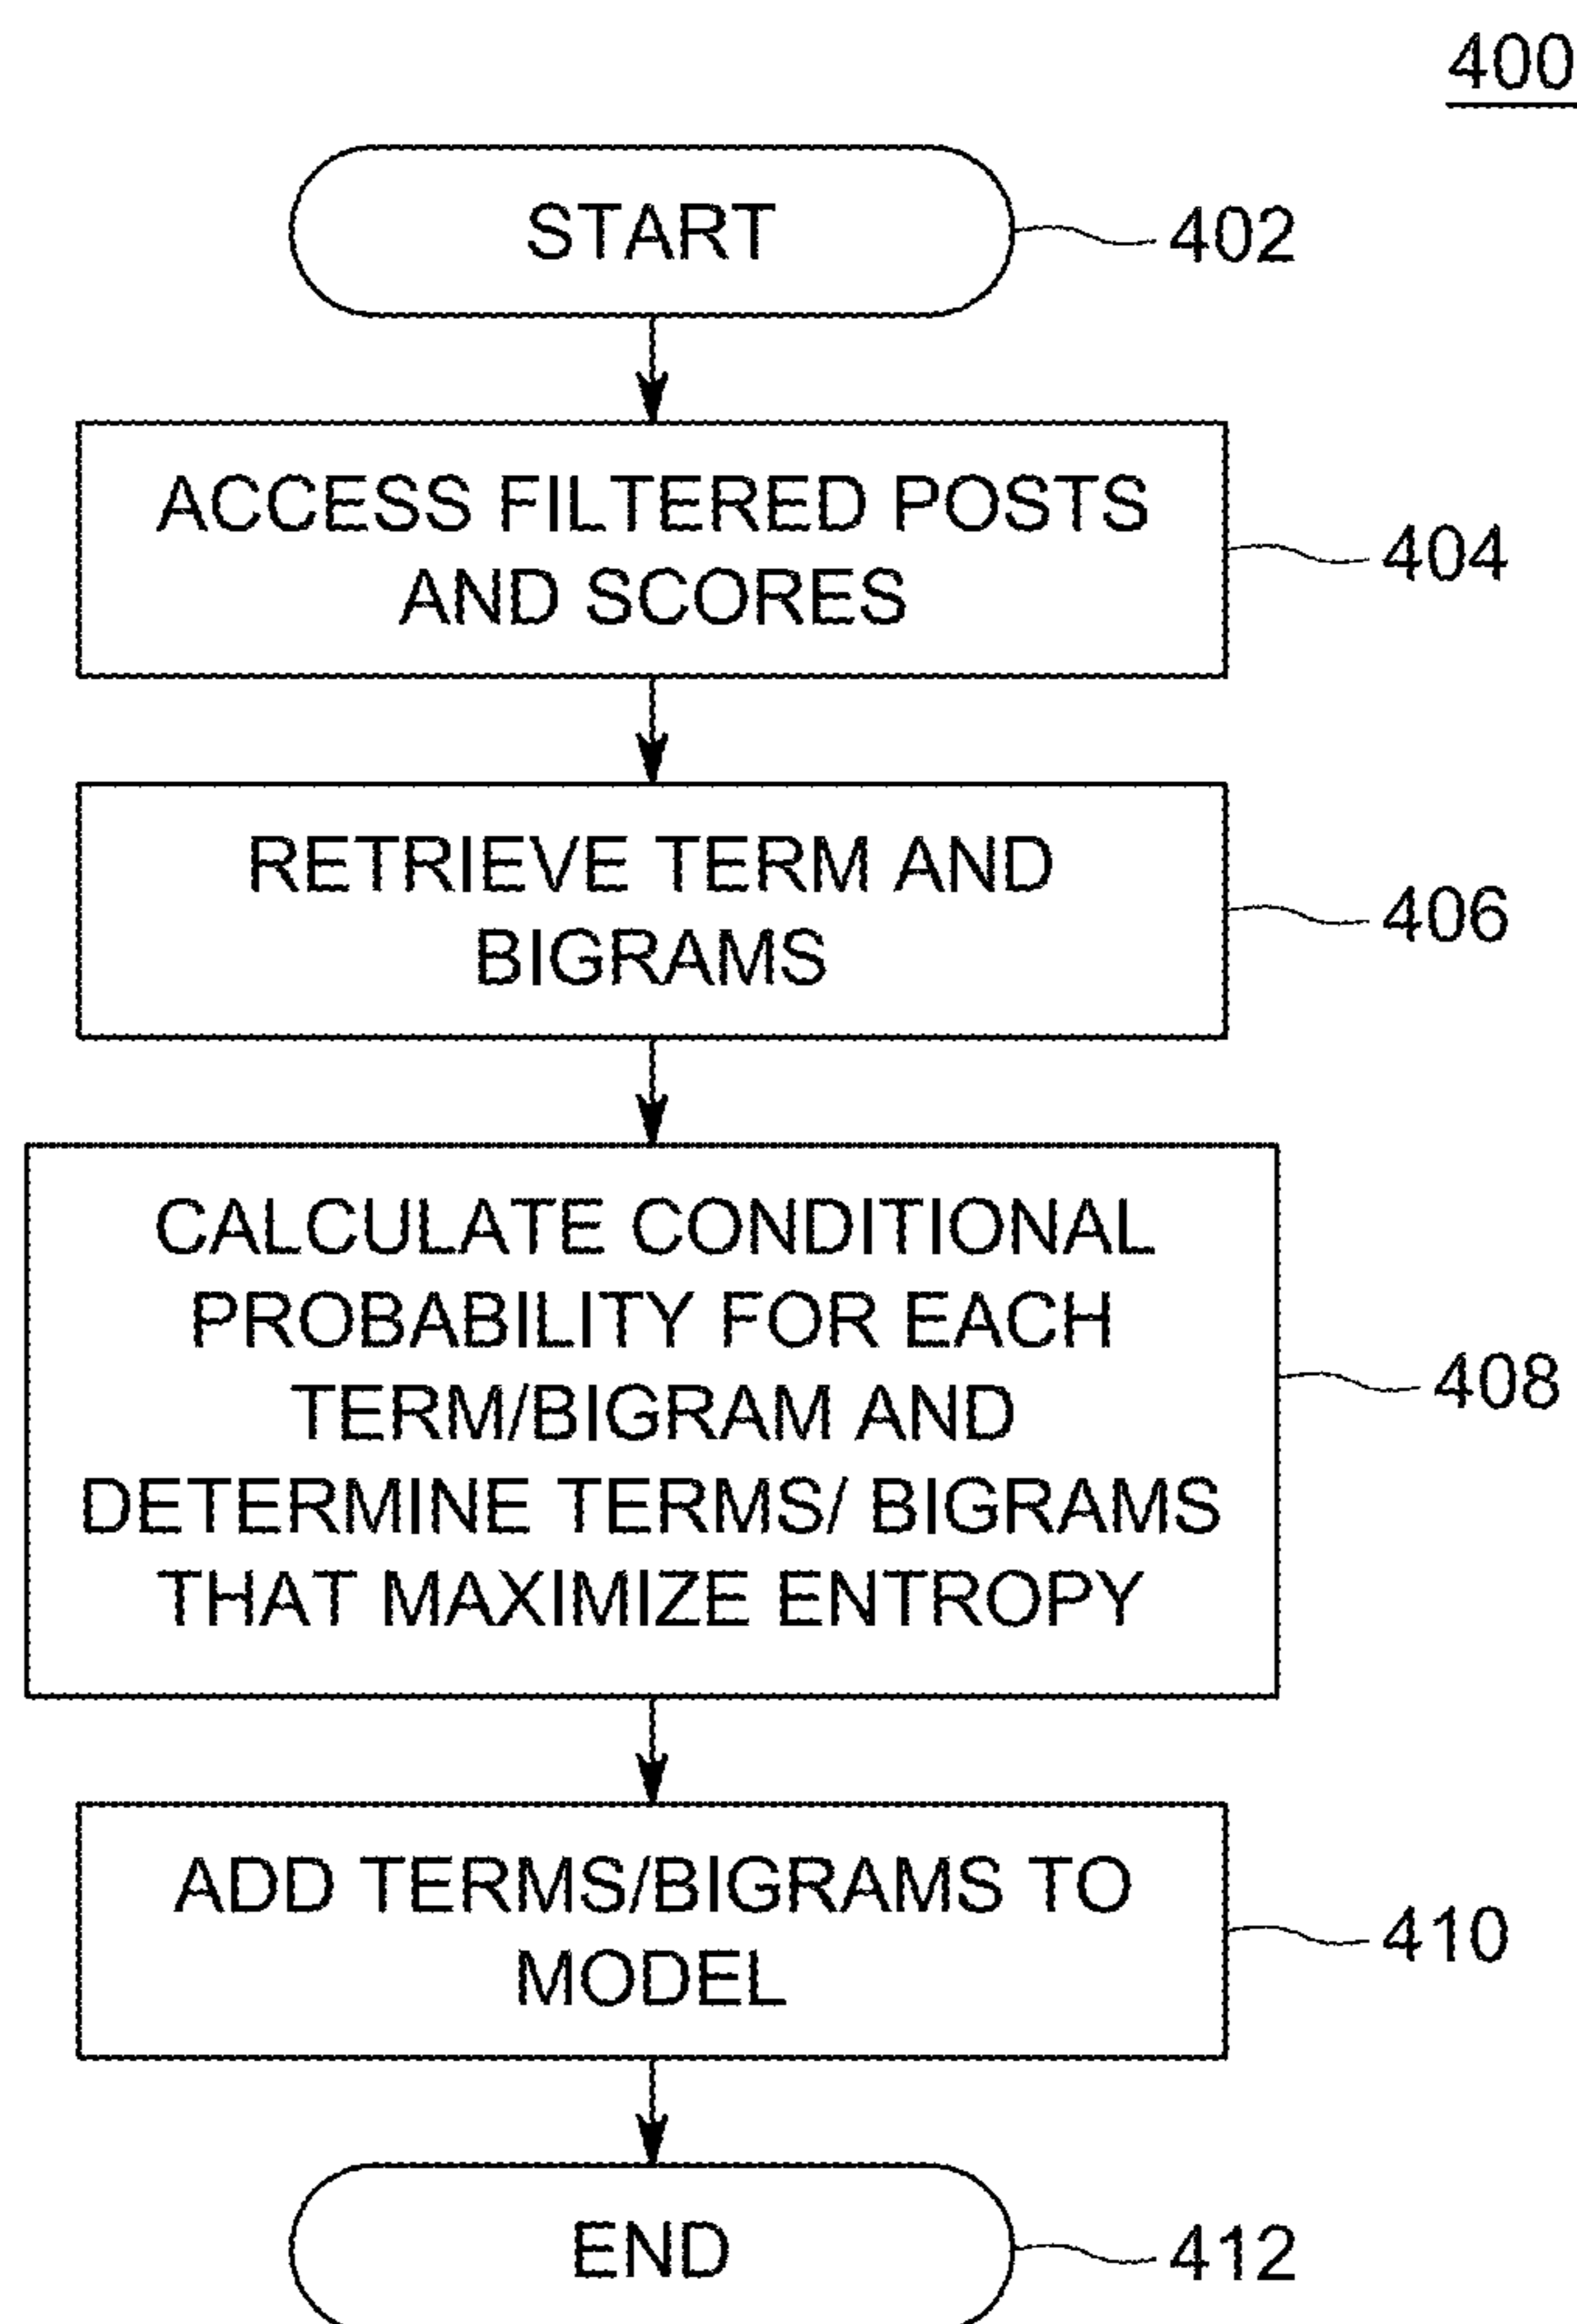 400
START
402
ACCESS FILTERED POSTS
AND SCORES
404
RETRIEVE TERM AND
BIGRAMS
406
CALCULATE CONDITIONAL
PROBABILITY FOR EACH
TERM/BIGRAM AND
DETERMINE TERMS/ BIGRAMS
THAT MAXIMIZE ENTROPY
408
ADD TERMS/BIGRAMS TO
MODEL
410
END
412